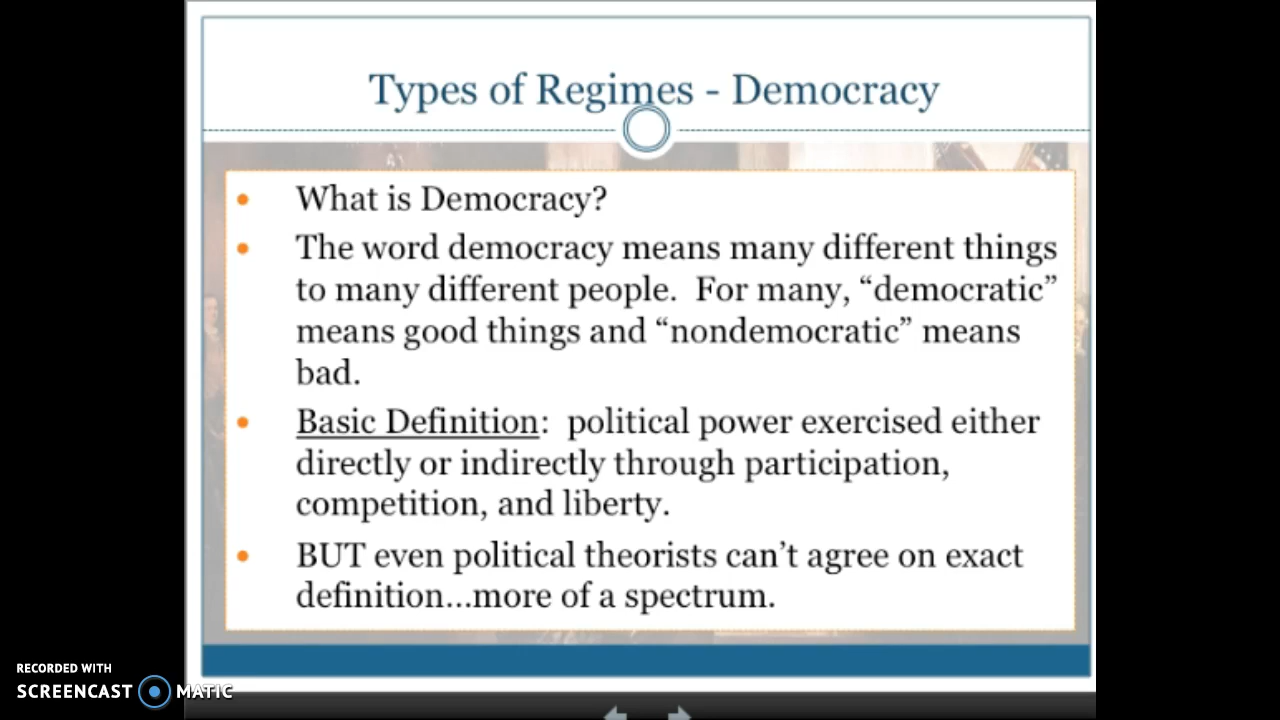 Types of Regimes - Democracy
• What is Democracy?
• The word democracy means many different things
to many different people.  For many, “democratic”
means good things and “nondemocratic” means
bad.
• Basic Definition:  political power exercised either
directly or indirectly through participation,
competition, and liberty.
• BUT even political theorists can’t agree on exact
definition…more of a spectrum.
RECORDED WITH
SCREENCAST MATIC